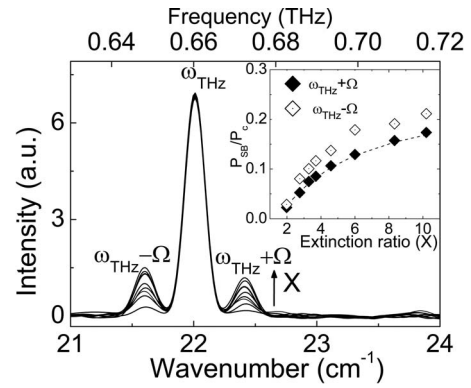 Frequency (THz)
0.64 0.66 0.68 0.70 0.72
Intensity (a.u.)
7
3
0
ω_THz
ω_THz−Ω
ω_THz+Ω
X
P_SB/P_c
0.3
0.2
0.1
0.0
ω_THz+Ω
ω_THz-Ω
2 4 6 8 10
Extinction ratio (X)
21 22 23 24
Wavenumber (cm⁻¹)